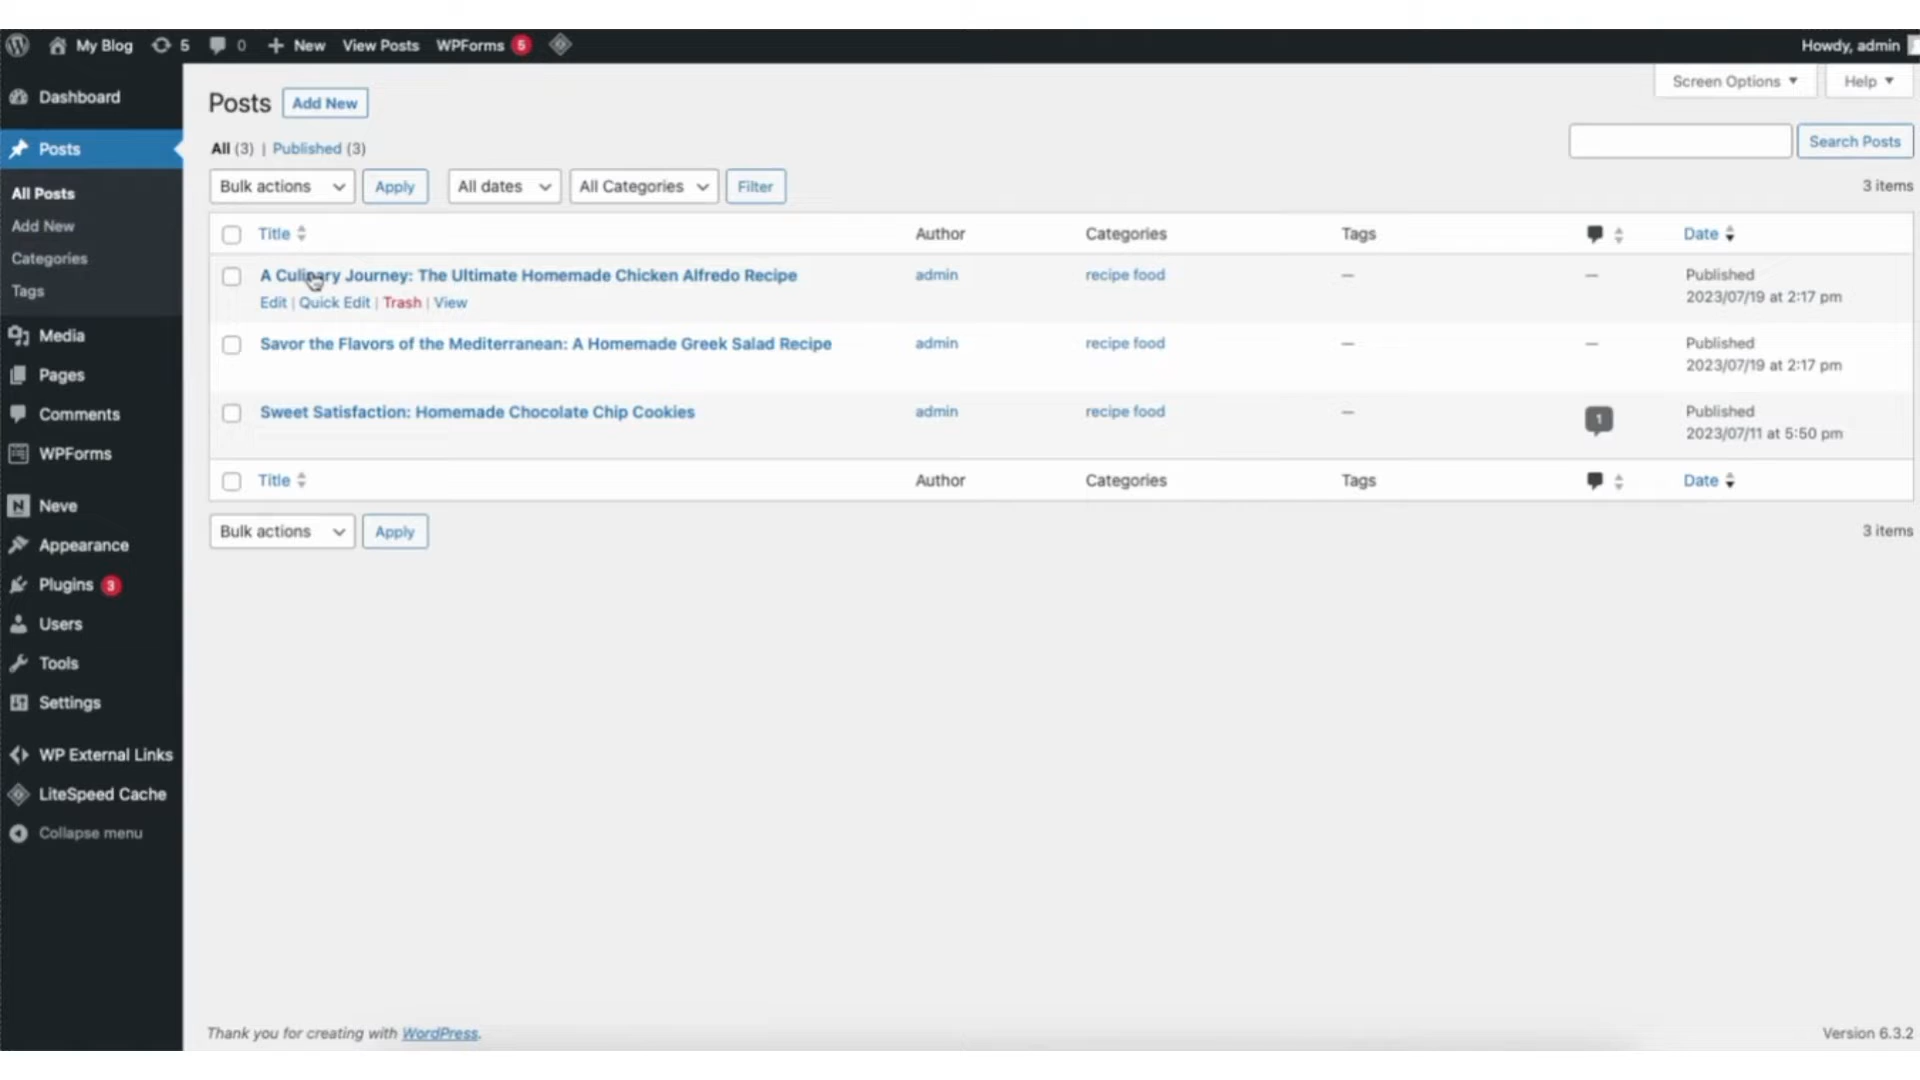 My Blog 5 0 New View Posts WPForms 5 Howdy, admin
Screen Options Help
Dashboard
Posts
All Posts
Add New
Categories
Tags
Media
Pages
Comments
WPForms
Neve
Appearance
Plugins 3
Users
Tools
Settings
WP External Links
LiteSpeed Cache
Collapse menu
Posts Add New
All (3) | Published (3)
Search Posts
Bulk actions Apply All dates All Categories Filter 3 items
Title Author Categories Tags Date
A Culinary Journey: The Ultimate Homemade Chicken Alfredo Recipe admin recipe food — — Published
2023/07/19 at 2:17 pm
Edit | Quick Edit | Trash | View
Savor the Flavors of the Mediterranean: A Homemade Greek Salad Recipe admin recipe food — — Published
2023/07/19 at 2:17 pm
Sweet Satisfaction: Homemade Chocolate Chip Cookies admin recipe food — 1 Published
2023/07/11 at 5:50 pm
Title Author Categories Tags Date
Bulk actions Apply 3 items
Thank you for creating with WordPress. Version 6.3.2